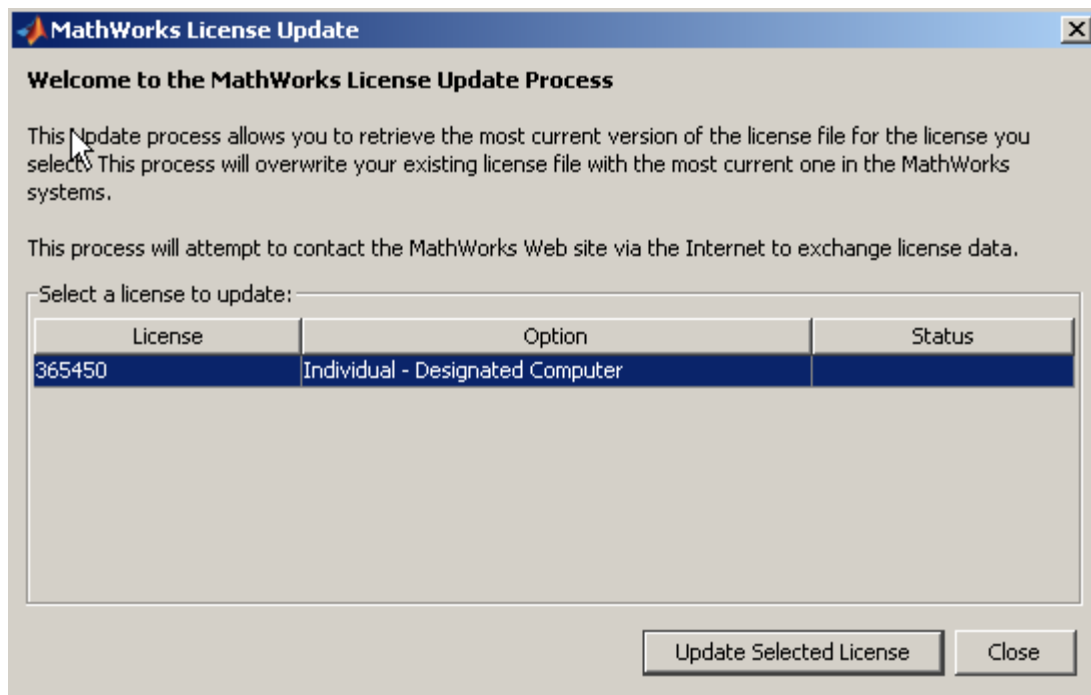 MathWorks License Update
Welcome to the MathWorks License Update Process
This Update process allows you to retrieve the most current version of the license file for the license you
select. This process will overwrite your existing license file with the most current one in the MathWorks
systems.
This process will attempt to contact the MathWorks Web site via the Internet to exchange license data.
Select a license to update:
License Option Status
365450 Individual - Designated Computer
Update Selected License Close